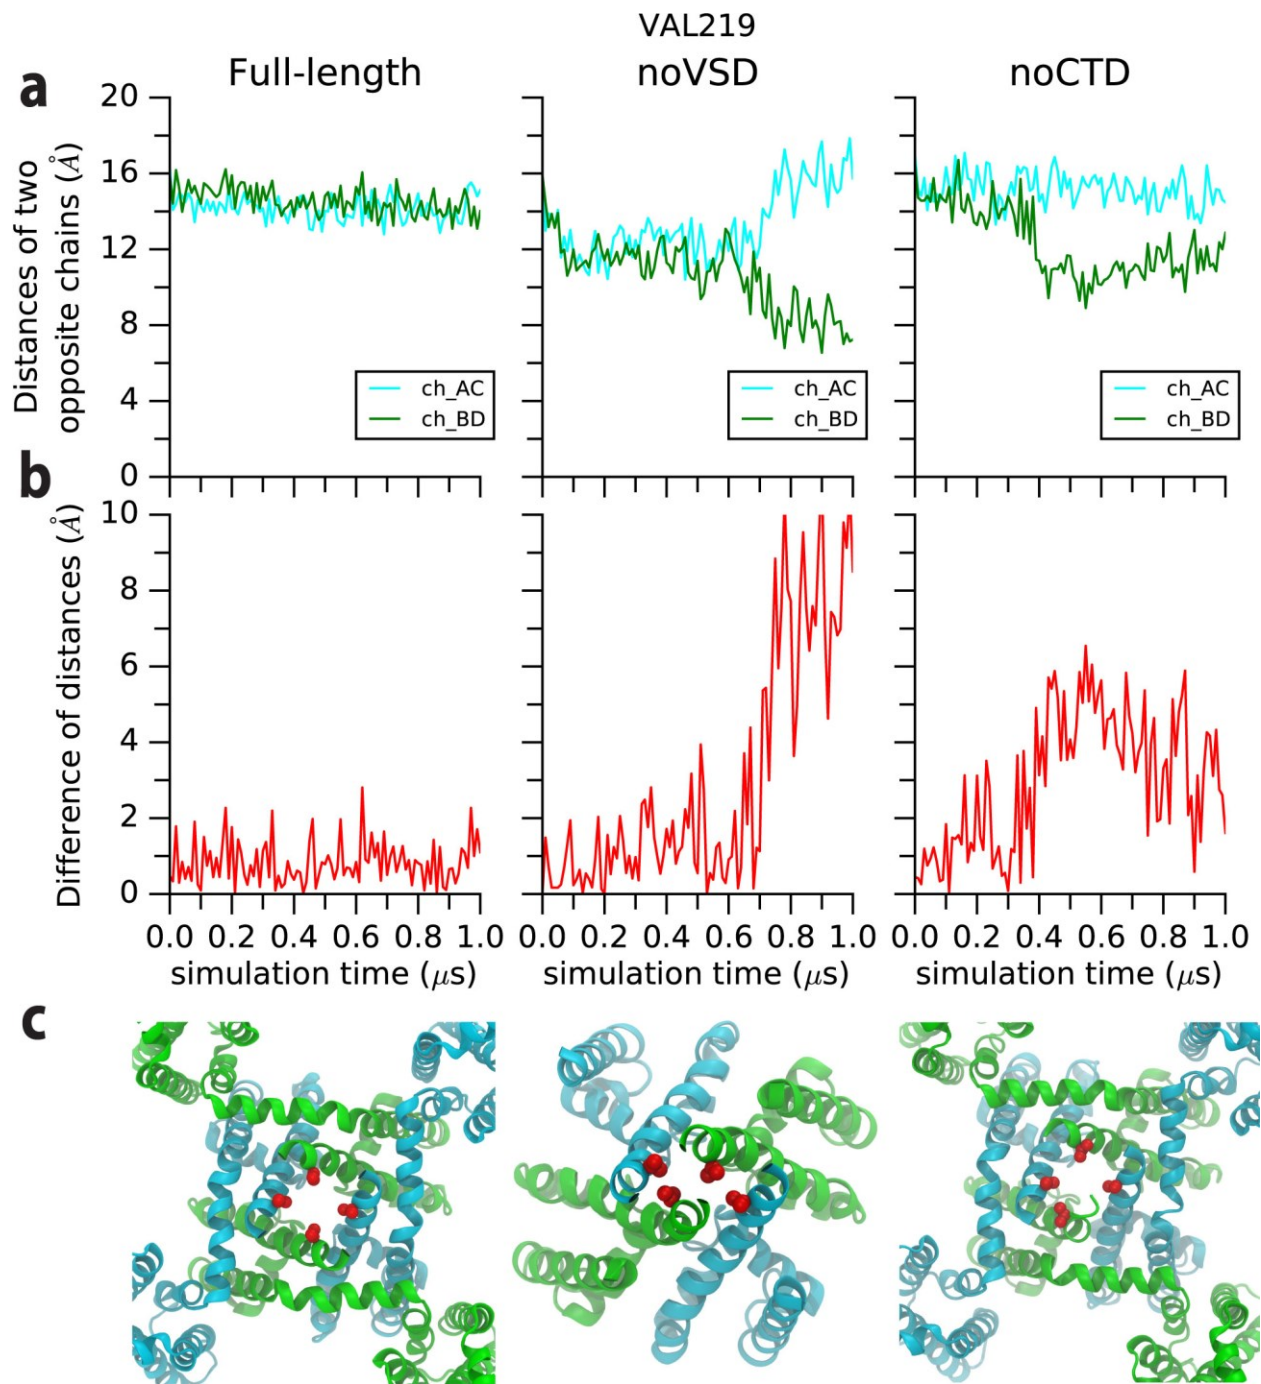 VAL219
Full-length noVSD noCTD
a
Distances of two
opposite chains (Å)
20
16
12
8
4
0
ch_AC
ch_BD
ch_AC
ch_BD
ch_AC
ch_BD
b
Difference of distances (Å)
10
8
6
4
2
0
0.0 0.2 0.4 0.6 0.8 1.0 0.0 0.2 0.4 0.6 0.8 1.0 0.0 0.2 0.4 0.6 0.8 1.0
simulation time (μs) simulation time (μs) simulation time (μs)
c